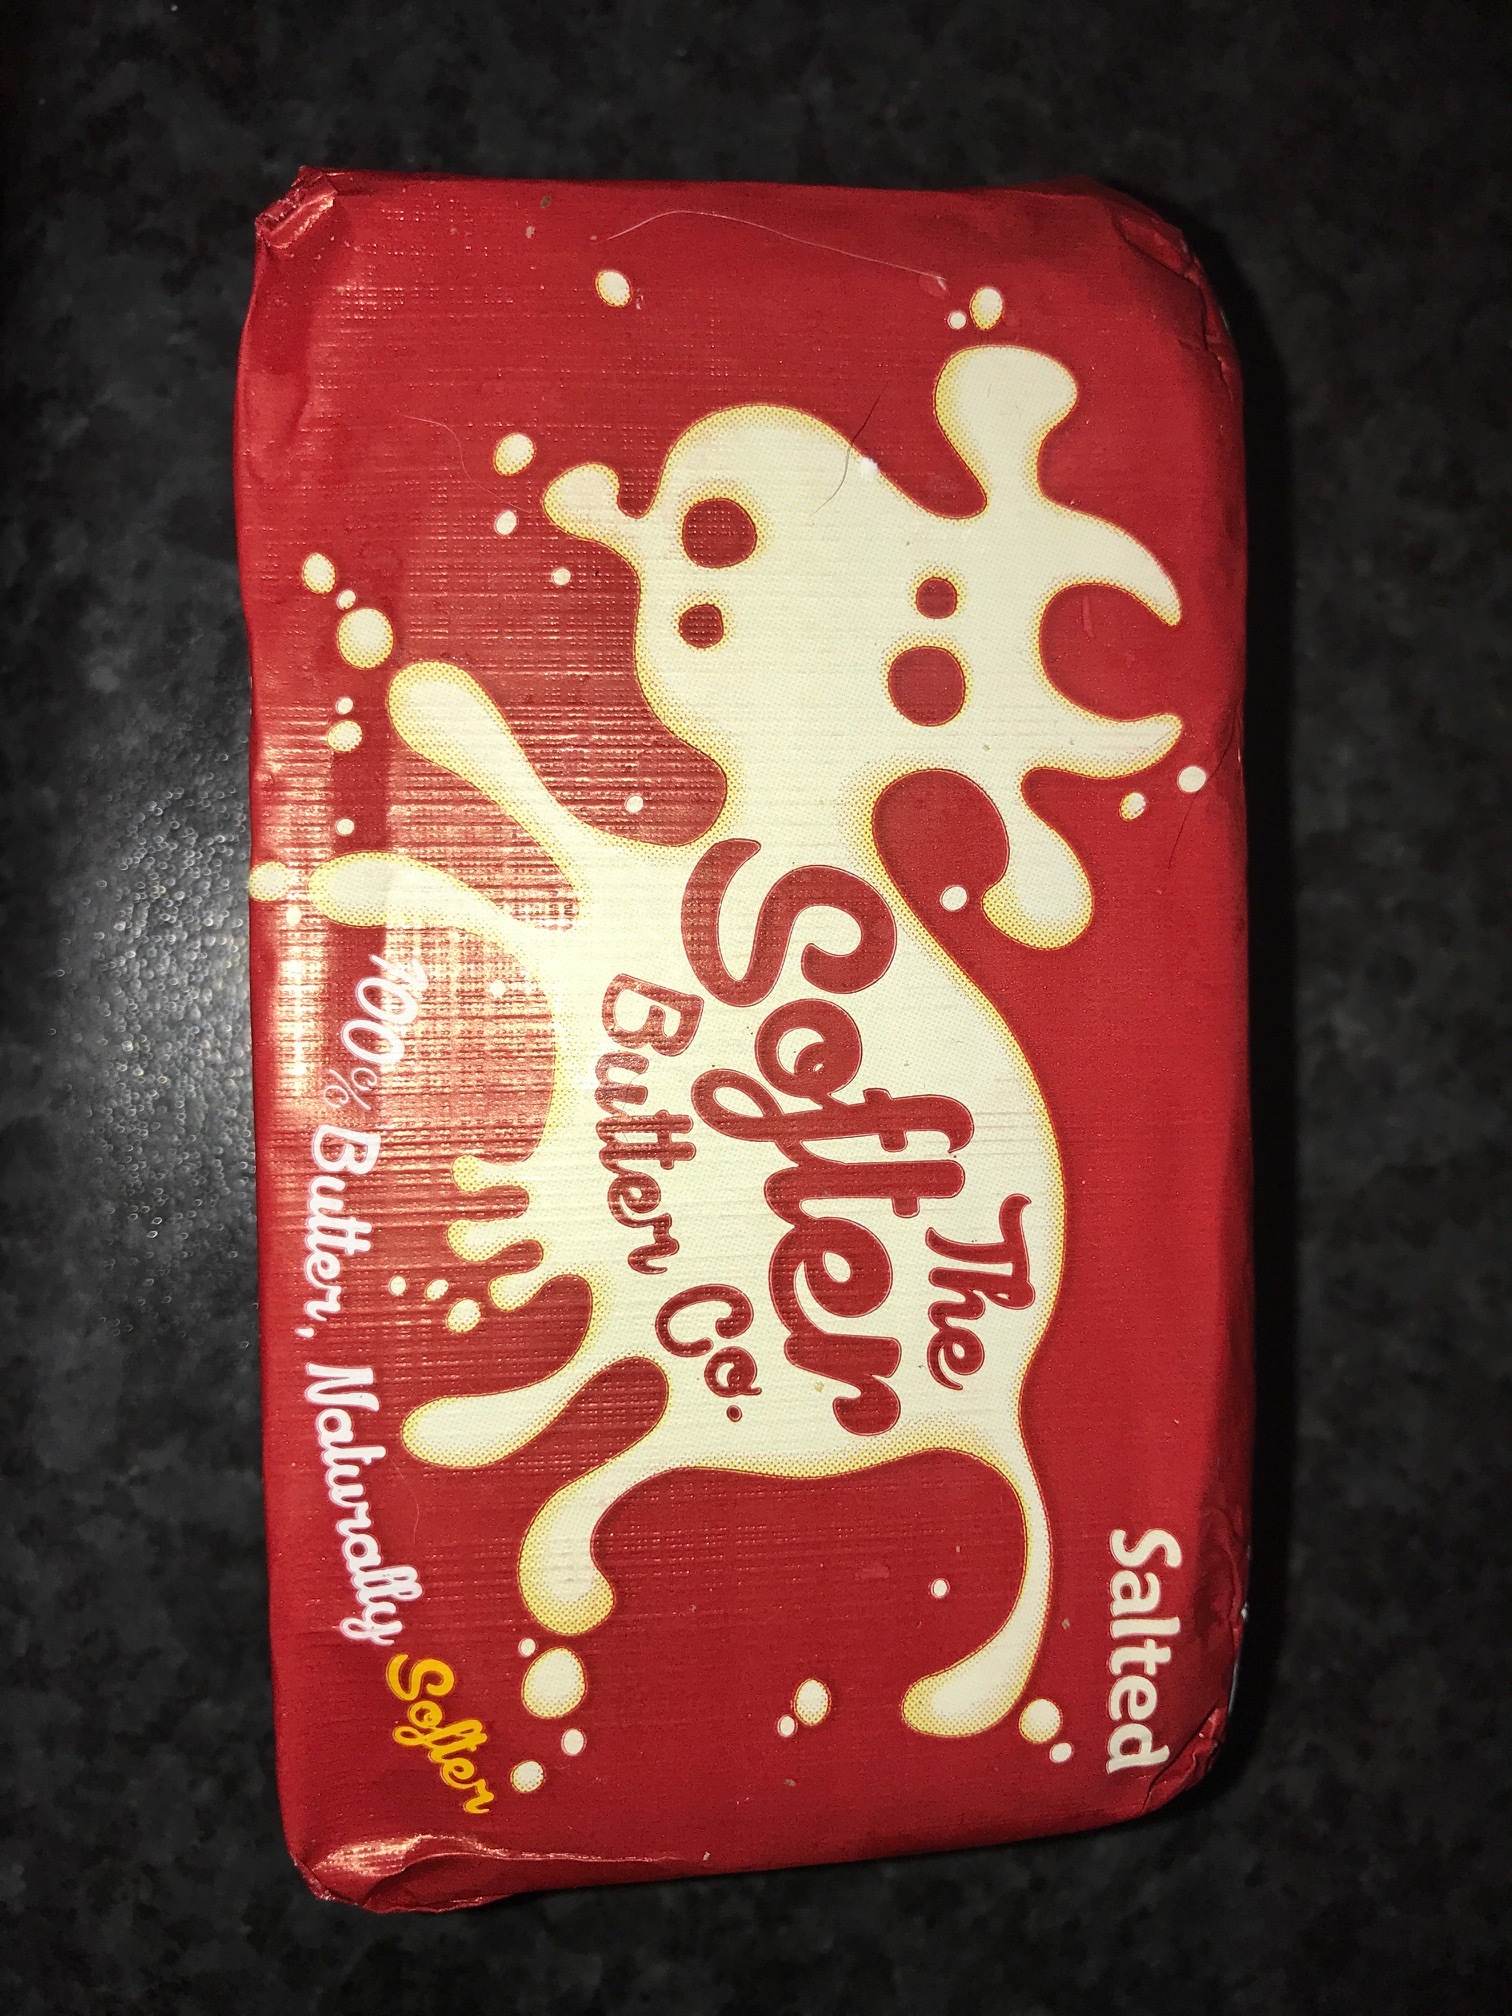 Salted
The
Softer
Butter Co.
100% Butter, Naturally Softer